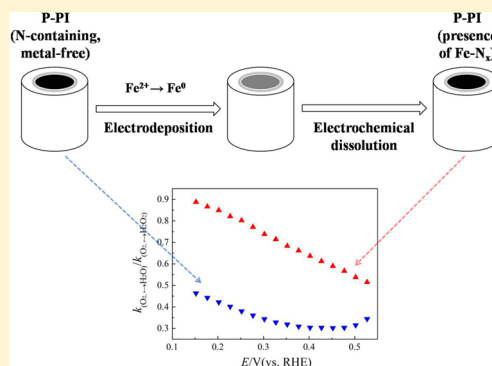 P-PI
(N-containing,
metal-free)
Fe²⁺→ Fe⁰
Electrodeposition
Electrochemical
dissolution
P-PI
(presence
of Fe-Nₓ)
k(O₂→H₂O)/k(O₂→H₂O₂)
0.9
0.8
0.7
0.6
0.5
0.4
0.3
0.1 0.2 0.3 0.4 0.5
E/V(vs. RHE)